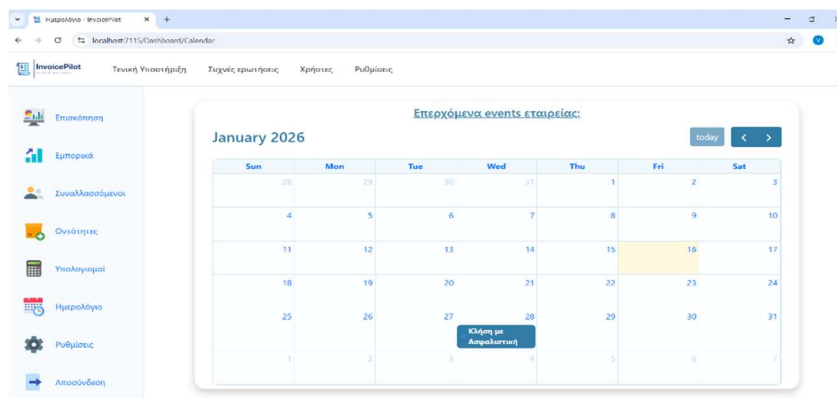 Ημερολόγιο - InvoicePilot
localhost:7115/Dashboard/Calendar
InvoicePilot Τενική Υποστήριξη Συχνές ερωτήσεις Χρήστες Ρυθμίσεις
Επισκόπηση
Εμπορικά
Συναλλασσόμενοι
Οντότητες
Υπολογισμοί
Ημερολόγιο
Ρυθμίσεις
Αποσύνδεση
Επερχόμενα events εταιρείας:
January 2026 today
Sun Mon Tue Wed Thu Fri Sat
28 29 30 31 1 2 3
4 5 6 7 8 9 10
11 12 13 14 15 16 17
18 19 20 21 22 23 24
25 26 27 28 29 30 31
Κλήση με
Ασφαλιστική
1 2 3 4 5 6 7